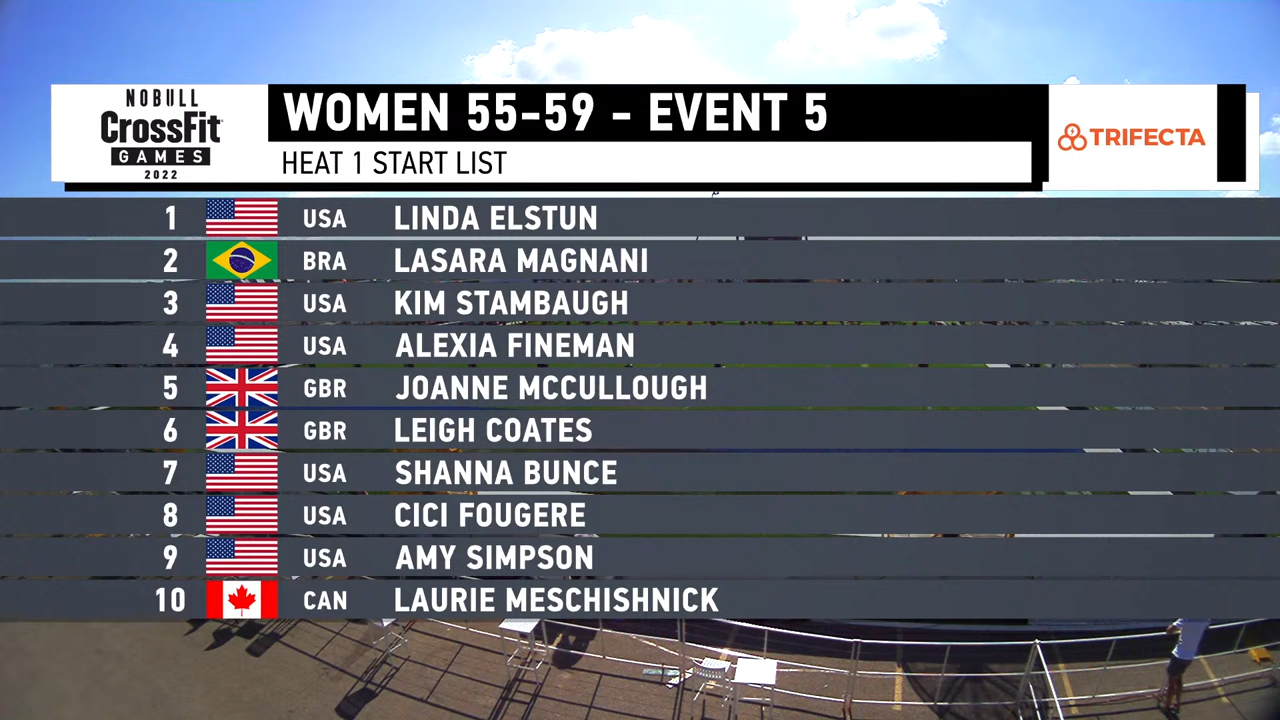 NOBULL
CrossFit
GAMES
2022
WOMEN 55-59 - EVENT 5
HEAT 1 START LIST
TRIFECTA
1 USA LINDA ELSTUN
2 BRA LASARA MAGNANI
3 USA KIM STAMBAUGH
4 USA ALEXIA FINEMAN
5 GBR JOANNE MCCULLOUGH
6 GBR LEIGH COATES
7 USA SHANNA BUNCE
8 USA CICI FOUGERE
9 USA AMY SIMPSON
10 CAN LAURIE MESCHISHNICK